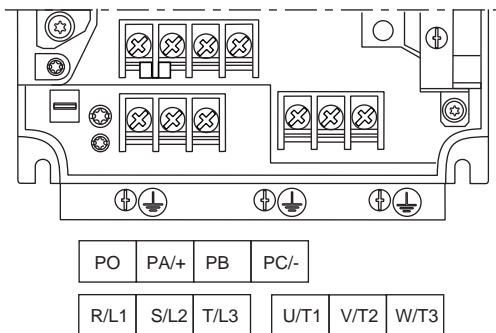 PO PA/+ PB PC/-
R/L1 S/L2 T/L3 U/T1 V/T2 W/T3